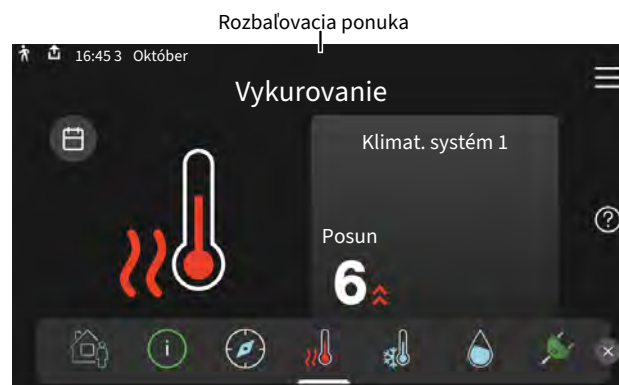 Rozbaľovacia ponuka
16:45 3 Október
Vykurovanie
Klimat. systém 1
Posun
6